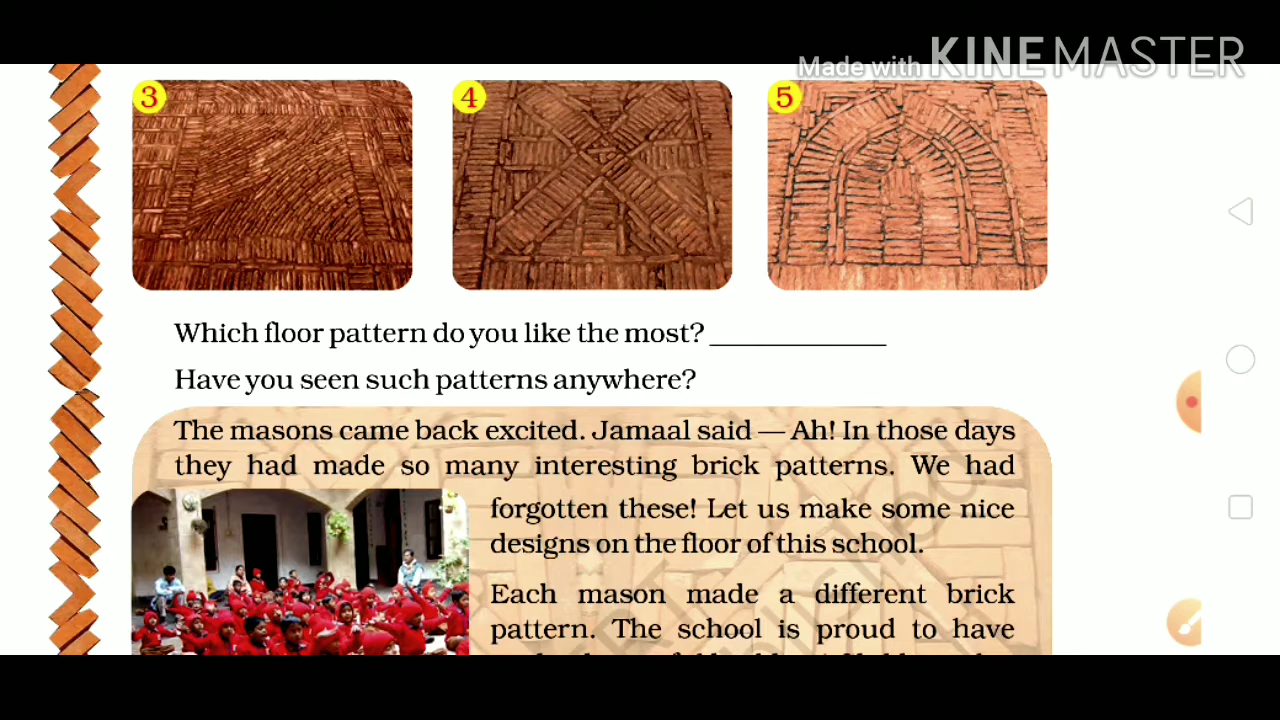 Made with KINEMASTER
3
4
5
Which floor pattern do you like the most? ____________
Have you seen such patterns anywhere?
The masons came back excited. Jamaal said — Ah! In those days
they had made so many interesting brick patterns. We had
forgotten these! Let us make some nice
designs on the floor of this school.
Each mason made a different brick
pattern. The school is proud to have